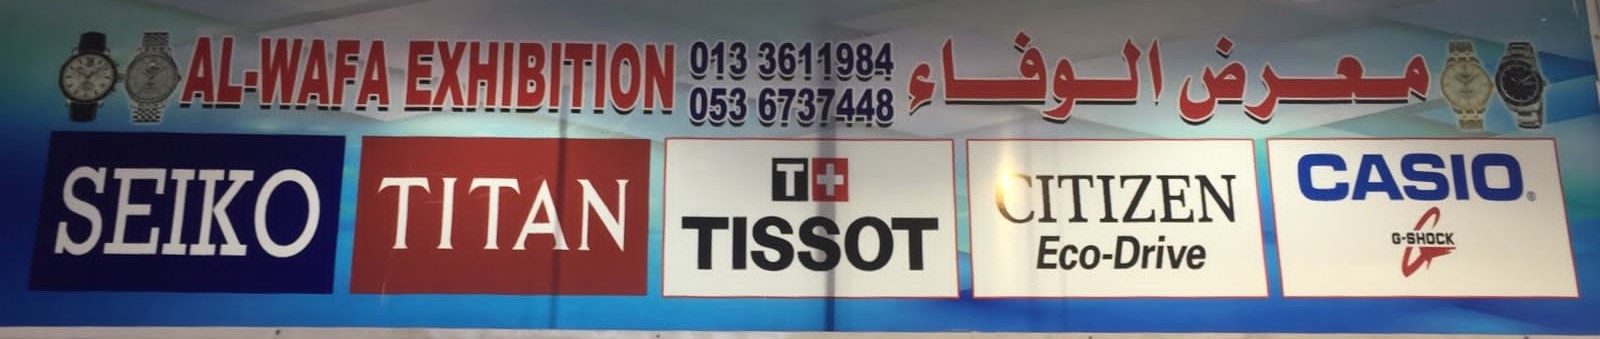 AL-WAFA EXHIBITION
013 3611984
053 6737448
معرض الوفاء
SEIKO
TITAN
T+
TISSOT
CITIZEN
Eco-Drive
CASIO®
G-SHOCK